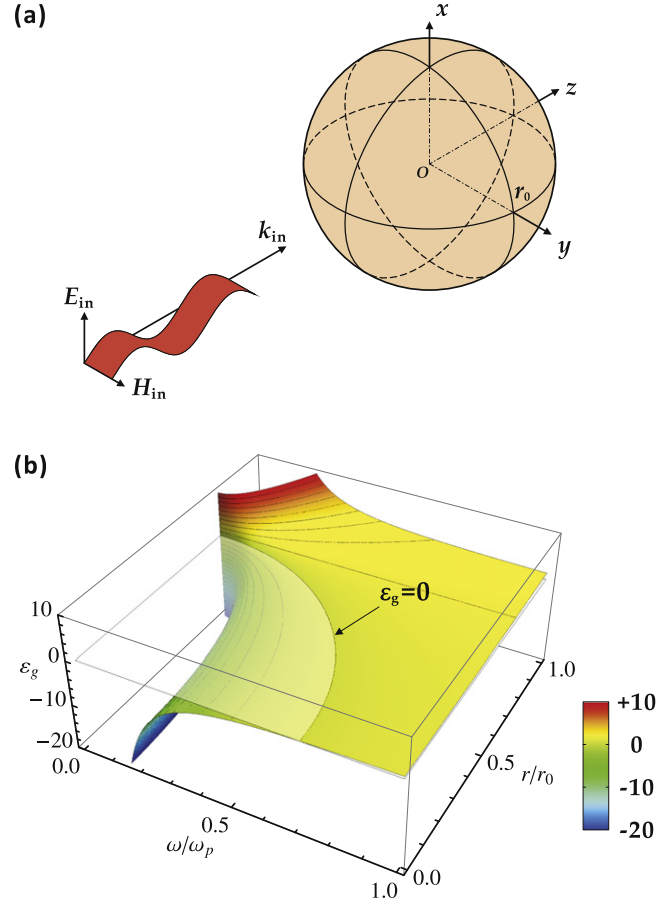 (a)
x
z
O
r₀
y
k_in
E_in
H_in
(b)
ε_g=0
10
0
-10
-20
ε_g
0.0
0.5
1.0
ω/ω_p
0.0
0.5
1.0
r/r₀
+10
0
-10
-20